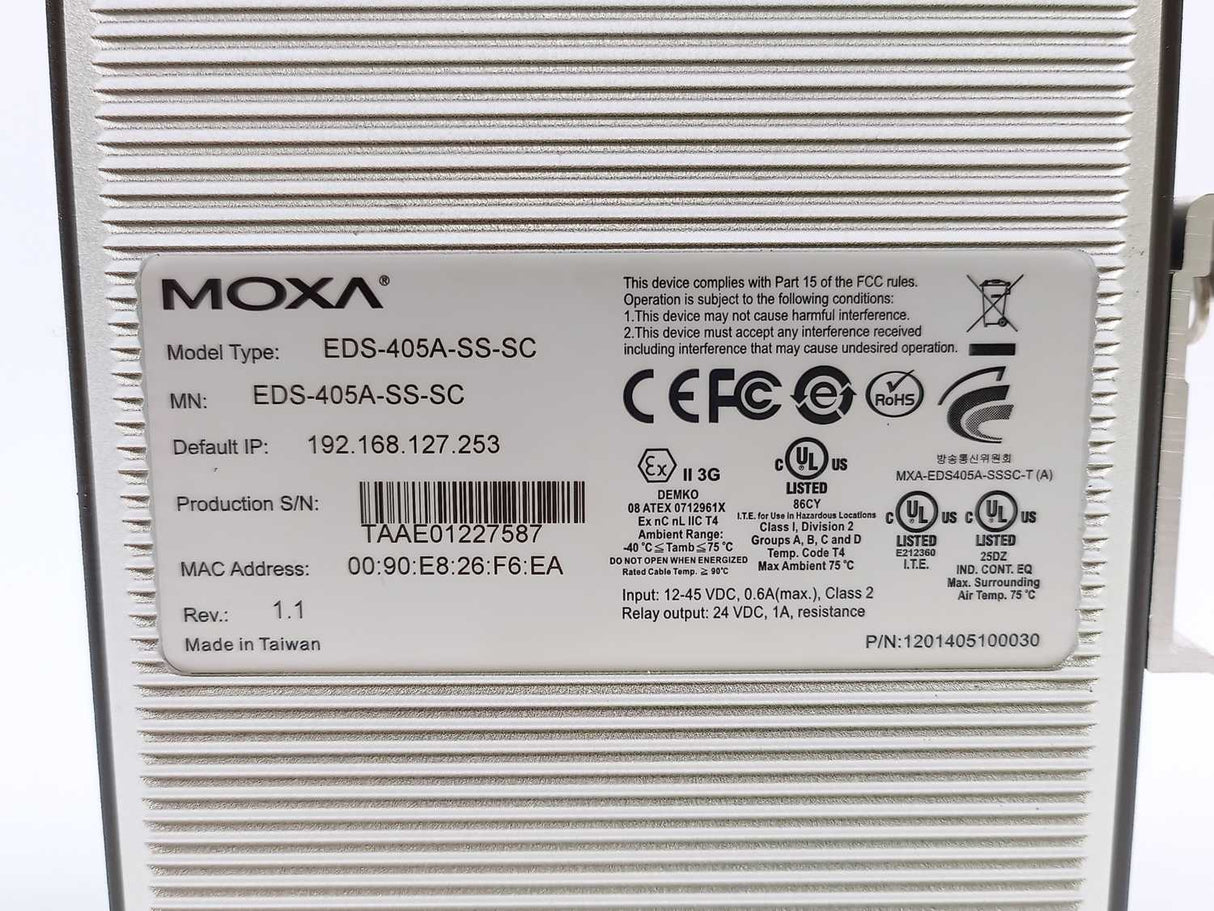 MOXA®
Model Type: EDS-405A-SS-SC
MN: EDS-405A-SS-SC
Default IP: 192.168.127.253
Production S/N:
TAAE01227587
MAC Address: 00:90:E8:26:F6:EA
Rev.: 1.1
Made in Taiwan
This device complies with Part 15 of the FCC rules.
Operation is subject to the following conditions:
1.This device may not cause harmful interference.
2.This device must accept any interference received
including interference that may cause undesired operation.
CE FC e RoHS
방송통신위원회
MXA-EDS405A-SSSC-T (A)
Ex II 3G
DEMKO
08 ATEX 0712961X
Ex nC nL IIC T4
Ambient Range:
-40 °C≦Tamb≦75 °C
DO NOT OPEN WHEN ENERGIZED
Rated Cable Temp. ≧ 90°C
C UL US
LISTED
86CY
I.T.E. for Use in Hazardous Locations
Class I, Division 2
Groups A, B, C and D
Temp. Code T4
Max Ambient 75 °C
C UL US
LISTED
E212360
I.T.E.
C UL US
LISTED
25DZ
IND. CONT. EQ
Max. Surrounding
Air Temp. 75 °C
Input: 12-45 VDC, 0.6A(max.), Class 2
Relay output: 24 VDC, 1A, resistance
P/N:1201405100030